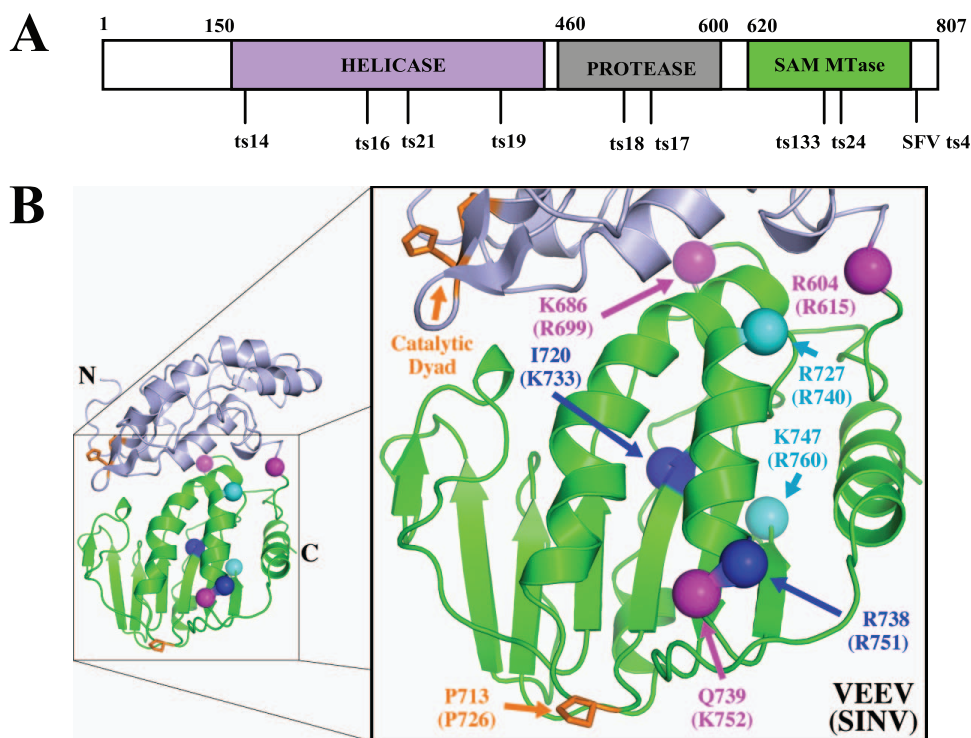 A
1 150 460 600 620 807
HELICASE PROTEASE SAM MTase
ts14 ts16 ts21 ts19 ts18 ts17 ts133 ts24 SFV ts4
B
N
C
Catalytic
Dyad
K686
(R699)
R604
(R615)
I720
(K733)
R727
(R740)
K747
(R760)
R738
(R751)
P713
(P726)
Q739
(K752)
VEEV
(SINV)